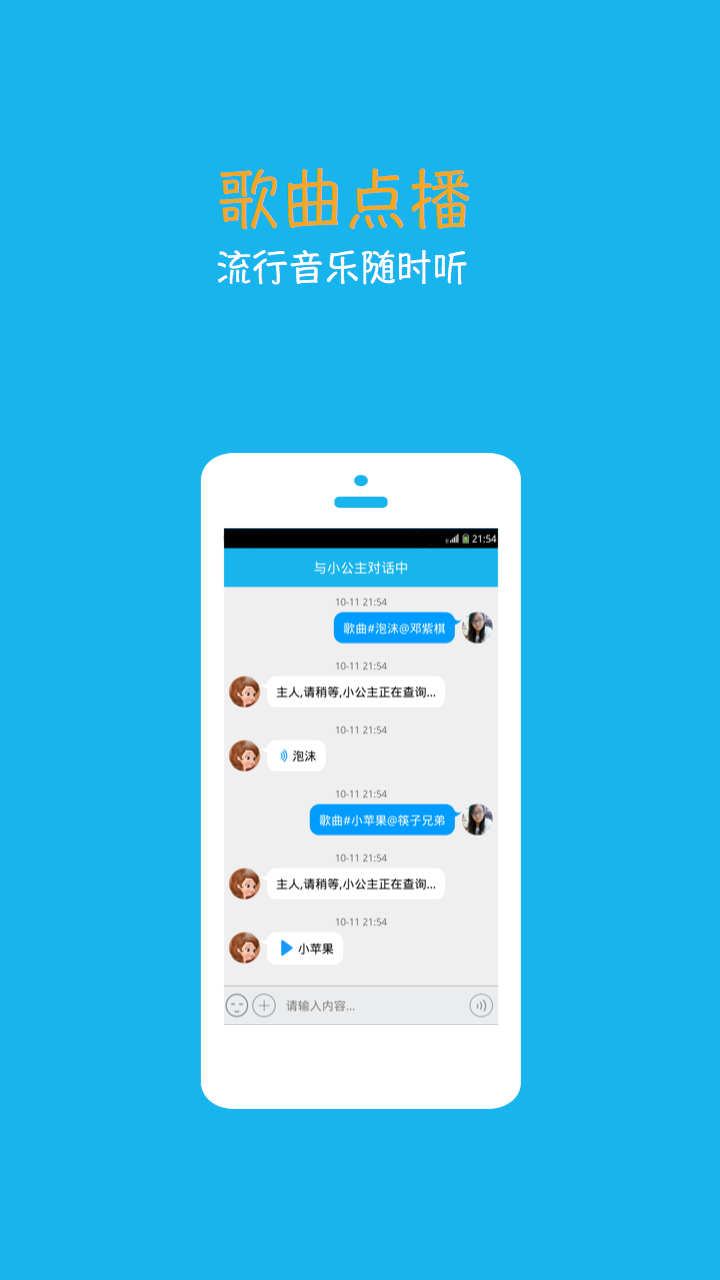 歌曲点播
流行音乐随时听
21:54
与小公主对话中
10-11 21:54
歌曲#泡沫@邓紫棋
10-11 21:54
主人,请稍等,小公主正在查询...
10-11 21:54
泡沫
10-11 21:54
歌曲#小苹果@筷子兄弟
10-11 21:54
主人,请稍等,小公主正在查询...
10-11 21:54
小苹果
请输入内容...